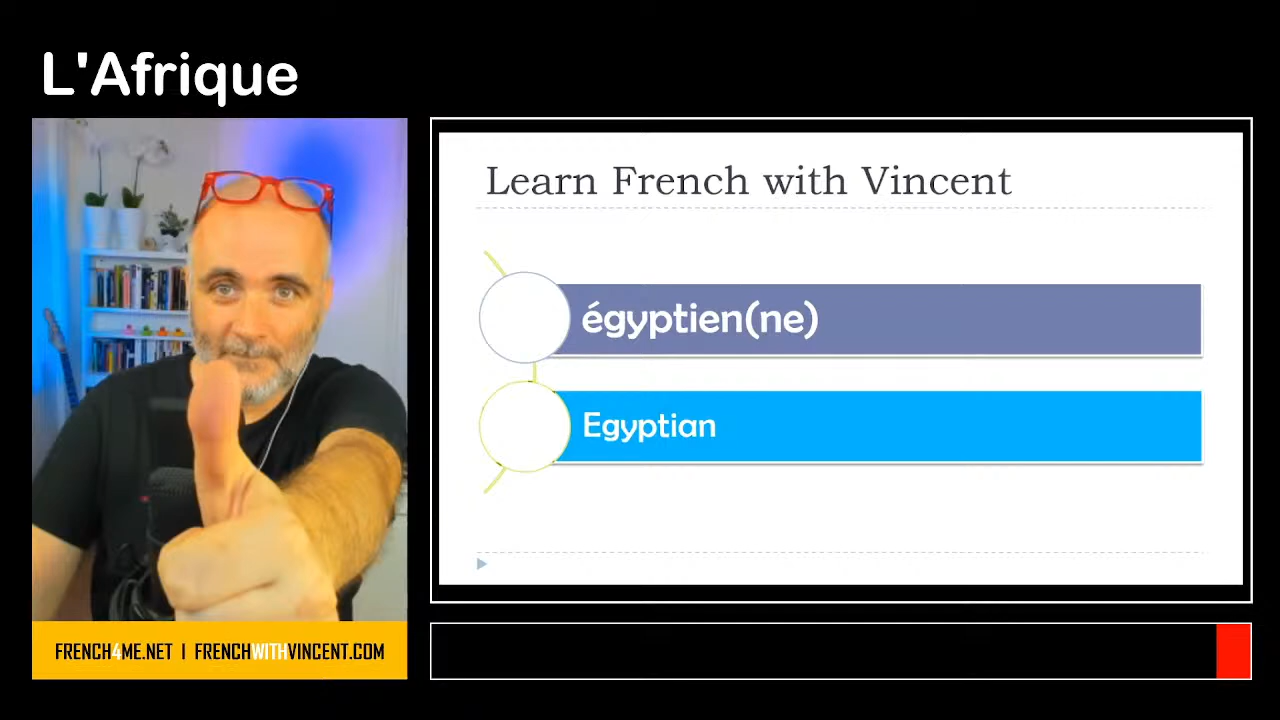 L'Afrique
Learn French with Vincent
égyptien(ne)
Egyptian
FRENCH4ME.NET I FRENCHWITHVINCENT.COM